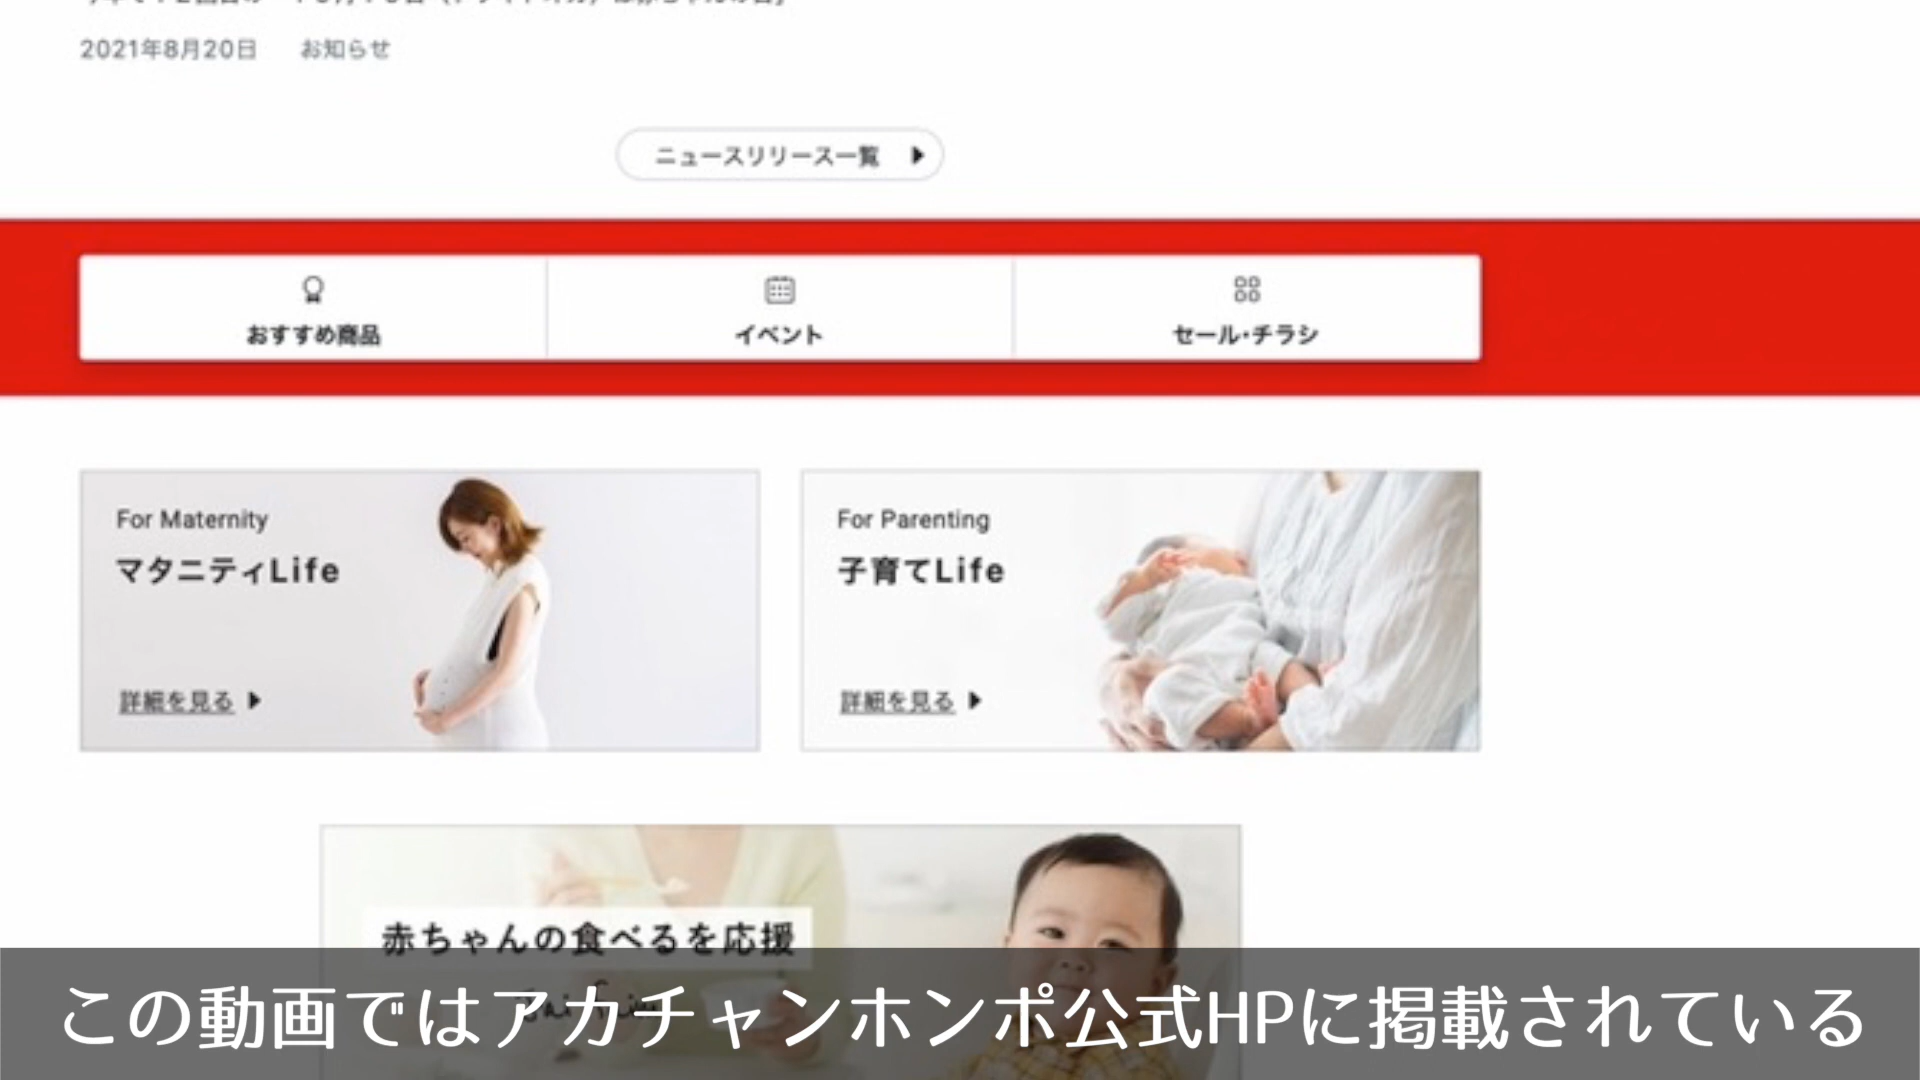 2021年8月20日 お知らせ
ニュースリリース一覧
おすすめ商品
イベント
セール・チラシ
For Maternity
マタニティLife
詳細を見る
For Parenting
子育てLife
詳細を見る
赤ちゃんの食べるを応援
この動画ではアカチャンホンポ公式HPに掲載されている